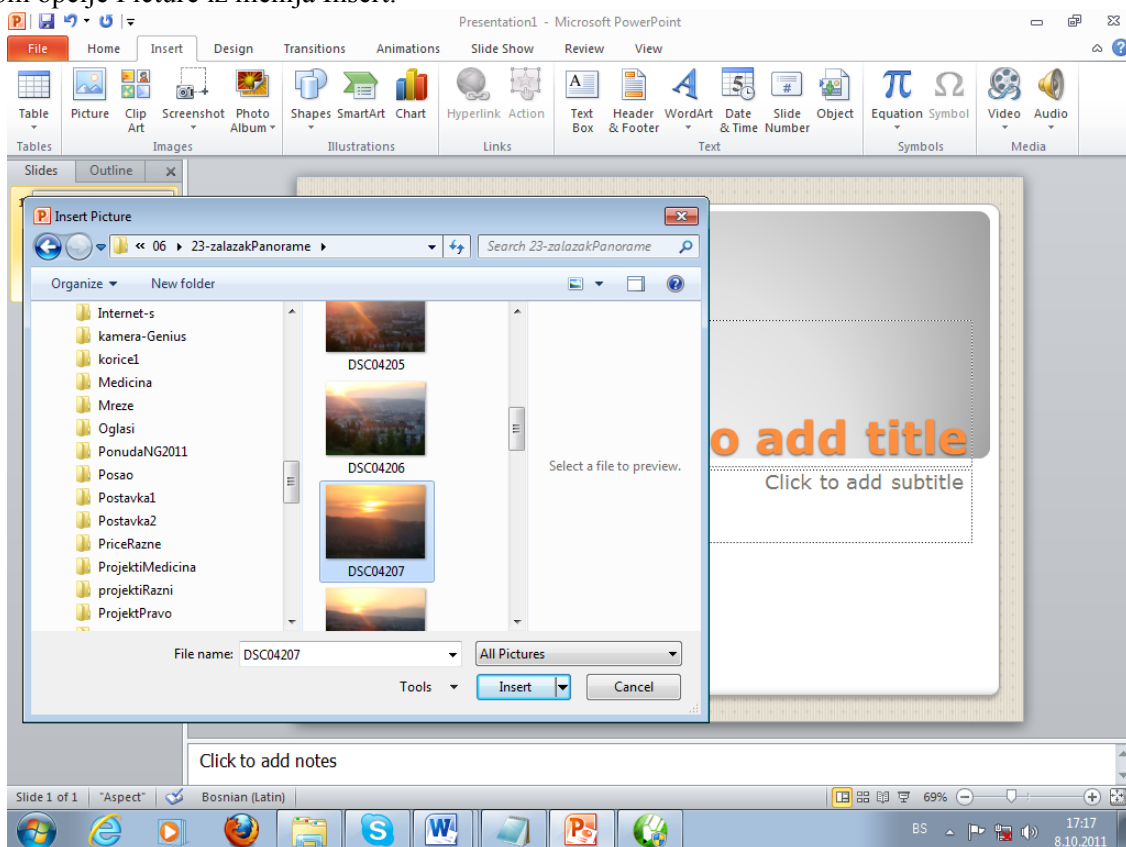 opcije Picture iz menija Insert.
Presentation1 - Microsoft PowerPoint
File Home Insert Design Transitions Animations Slide Show Review View
Table Picture Clip Art Screenshot Photo Album Shapes SmartArt Chart Hyperlink Action Text Box Header & Footer WordArt Date & Time Slide Number Object Equation Symbol Video Audio
Tables Images Illustrations Links Text Symbols Media
Slides Outline
Insert Picture
« 06 23-zalazakPanorame Search 23-zalazakPanorame
Organize New folder
Internet-s
kamera-Genius
korice1
Medicina
Mreze
Oglasi
PonudaNG2011
Posao
Postavka1
Postavka2
PriceRazne
ProjektiMedicina
projektiRazni
ProjektPravo
DSC04205
DSC04206
DSC04207
Select a file to preview.
File name: DSC04207 All Pictures
Tools Insert Cancel
o add title
Click to add subtitle
Click to add notes
Slide 1 of 1 "Aspect" Bosnian (Latin) 69%
BS 17:17
8.10.2011